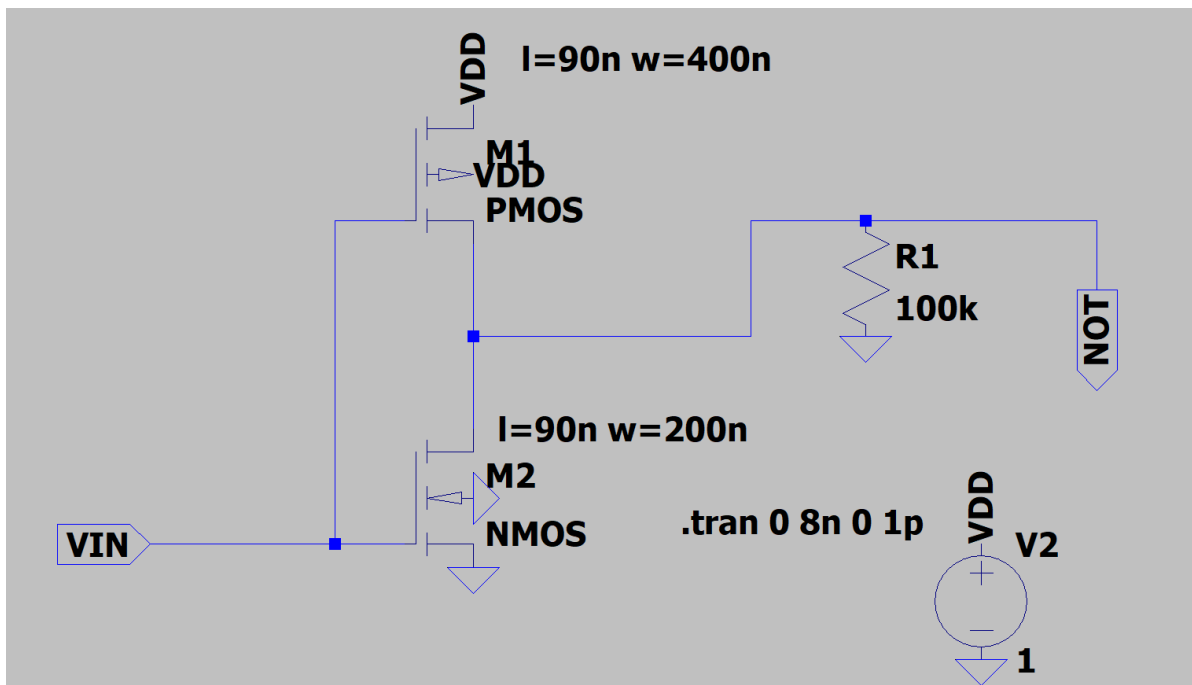 VDD
l=90n w=400n
M1
VDD
PMOS
R1
100k
NOT
l=90n w=200n
M2
NMOS
VIN
.tran 0 8n 0 1p
VDD
V2
1